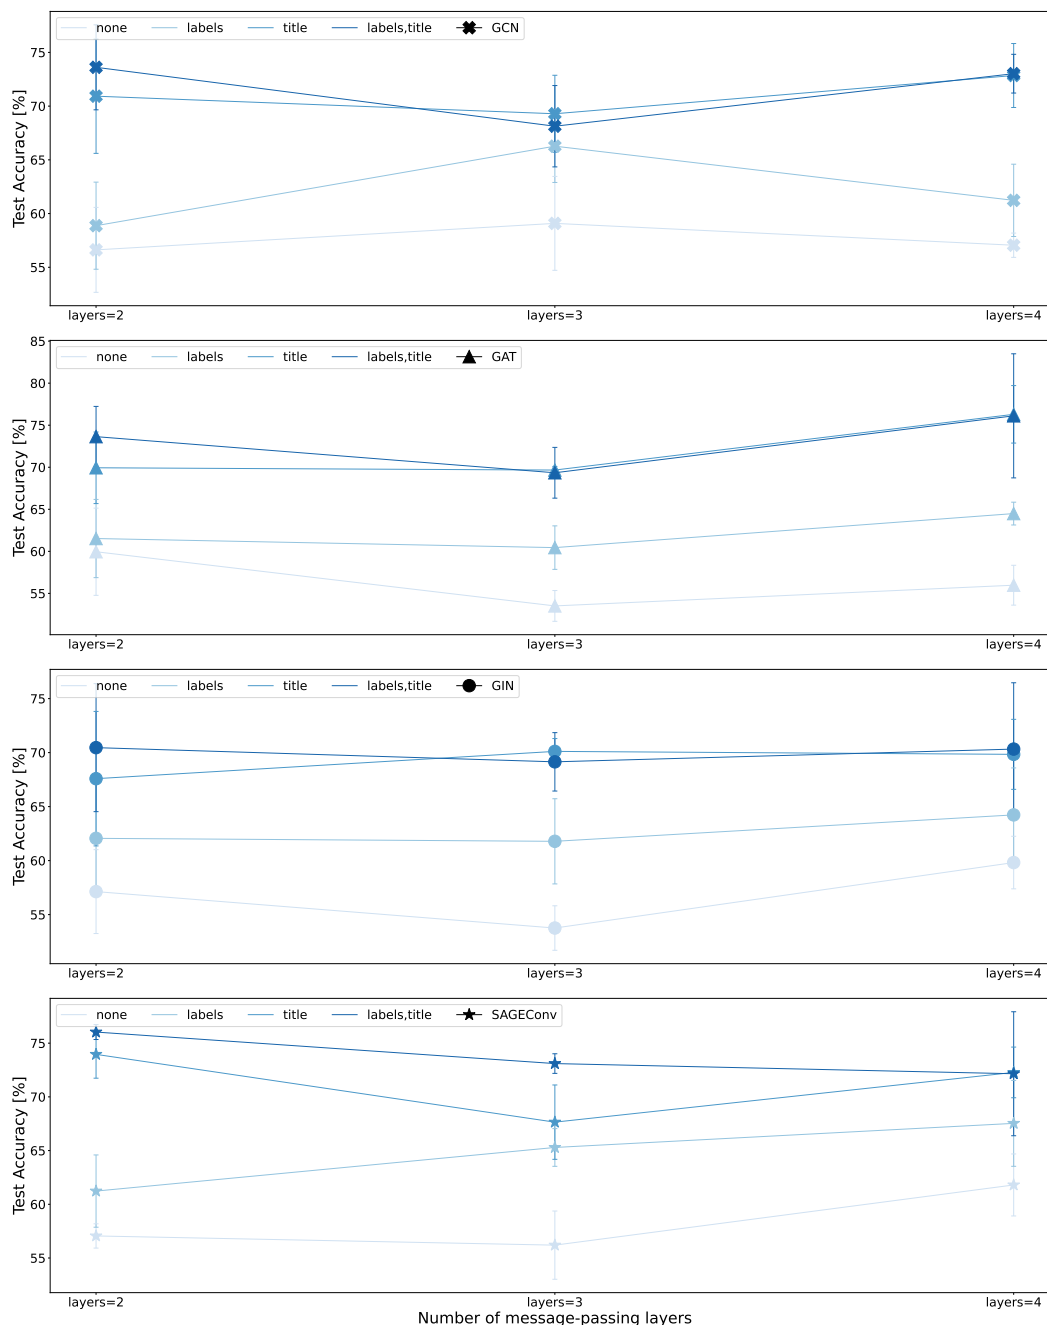 none labels title labels,title GCN
Test Accuracy [%]
75
70
65
60
55
layers=2 layers=3 layers=4
none labels title labels,title GAT
Test Accuracy [%]
85
80
75
70
65
60
55
layers=2 layers=3 layers=4
none labels title labels,title GIN
Test Accuracy [%]
75
70
65
60
55
layers=2 layers=3 layers=4
none labels title labels,title SAGEConv
Test Accuracy [%]
75
70
65
60
55
layers=2 layers=3 layers=4
Number of message-passing layers